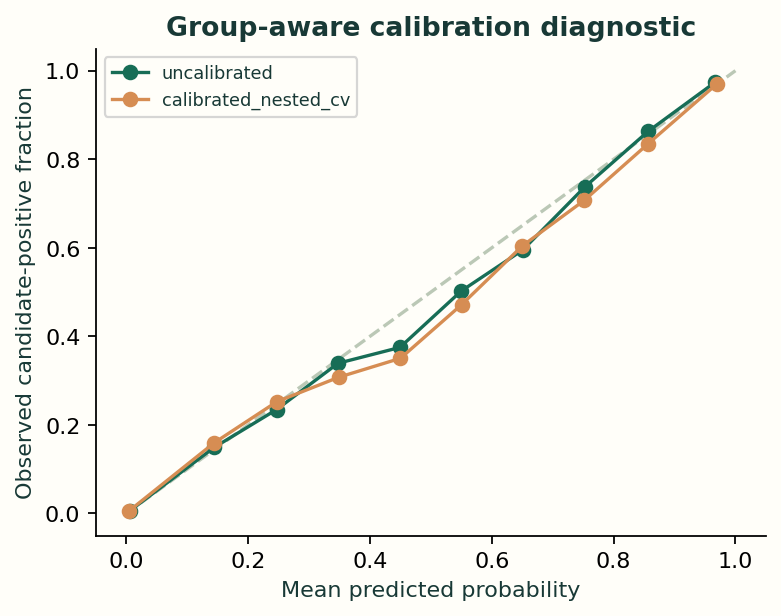 Group-aware calibration diagnostic
uncalibrated
calibrated_nested_cv
Observed candidate-positive fraction
1.0
0.8
0.6
0.4
0.2
0.0
0.0 0.2 0.4 0.6 0.8 1.0
Mean predicted probability